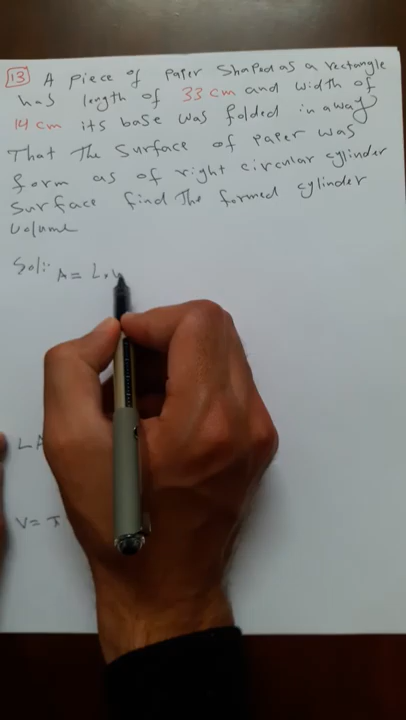 13 A Piece of Paper Shaped as a rectangle
has length of 33 cm and width of
14 cm its base was folded in away
That The Surface of Paper was
form as of right circular cylinder
Surface find The formed cylinder
Volume
Sol:
A = L x
LA
V = π